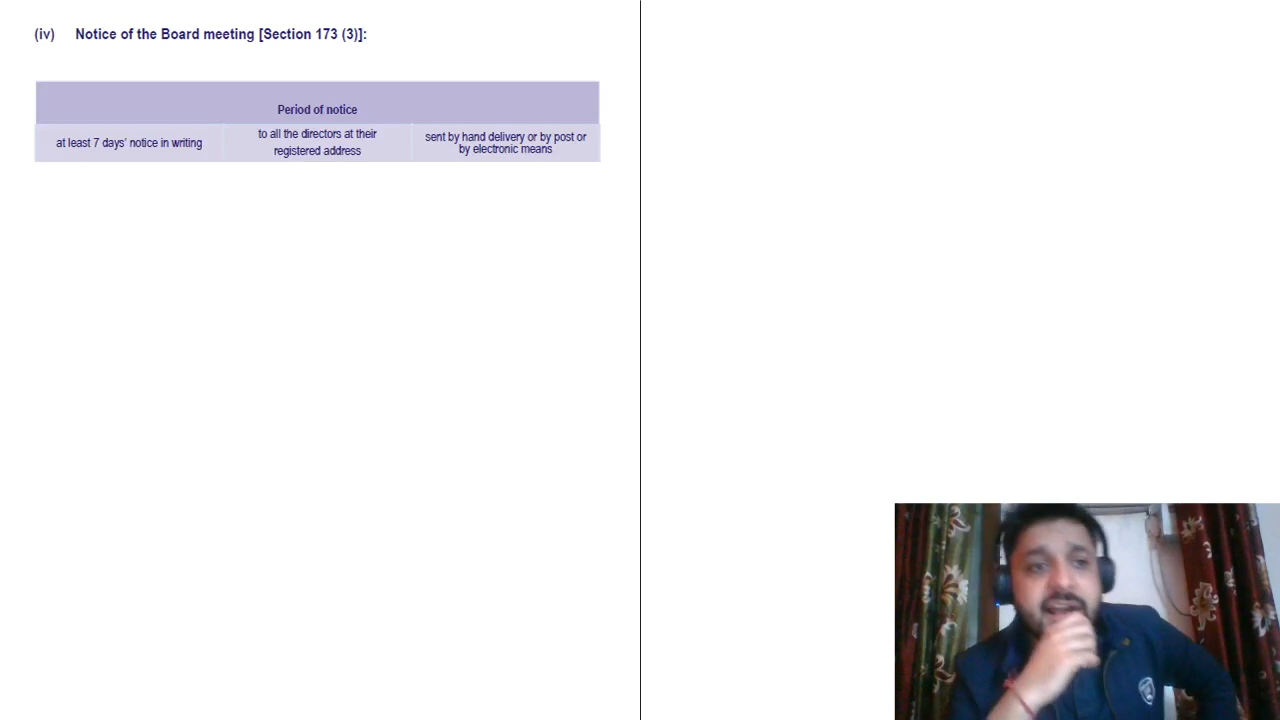 (iv) Notice of the Board meeting [Section 173 (3)]:
Period of notice
at least 7 days' notice in writing
to all the directors at their
registered address
sent by hand delivery or by post or
by electronic means